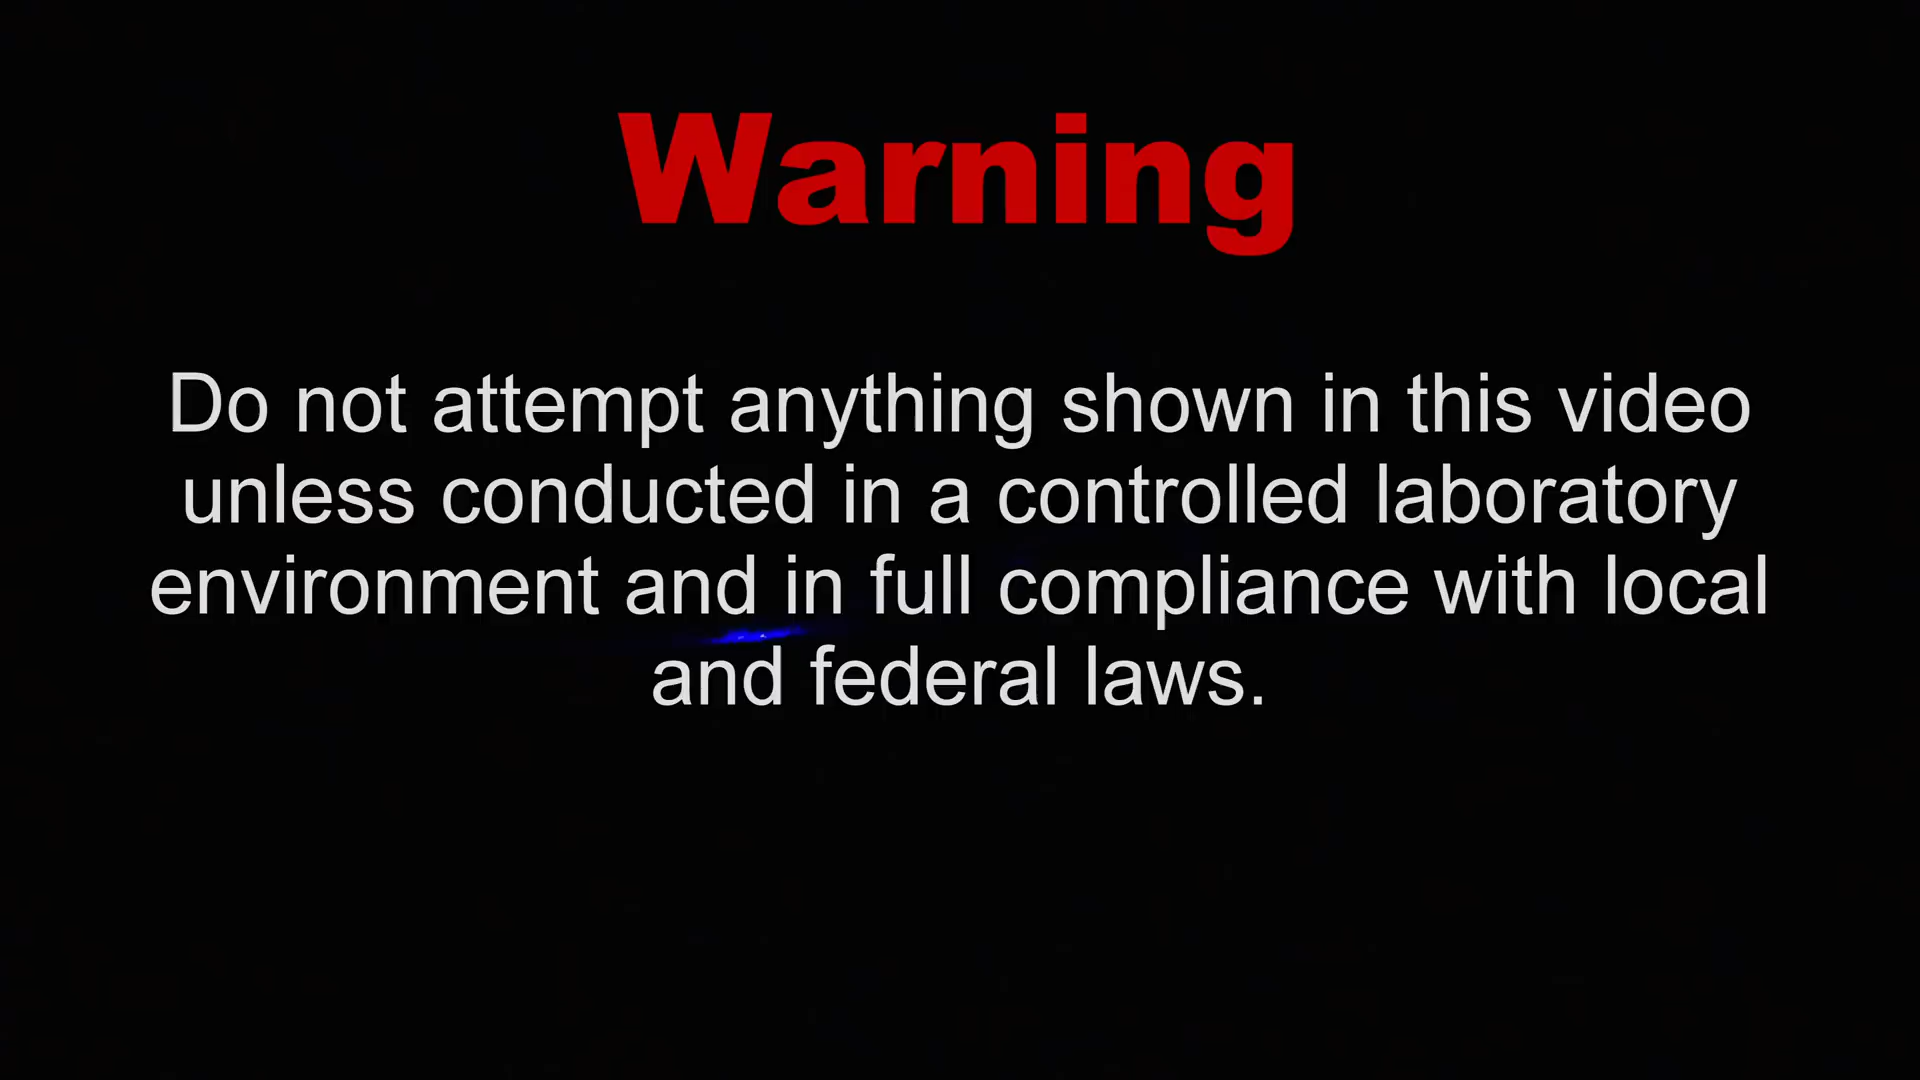 Warning
Do not attempt anything shown in this video
unless conducted in a controlled laboratory
environment and in full compliance with local
and federal laws.